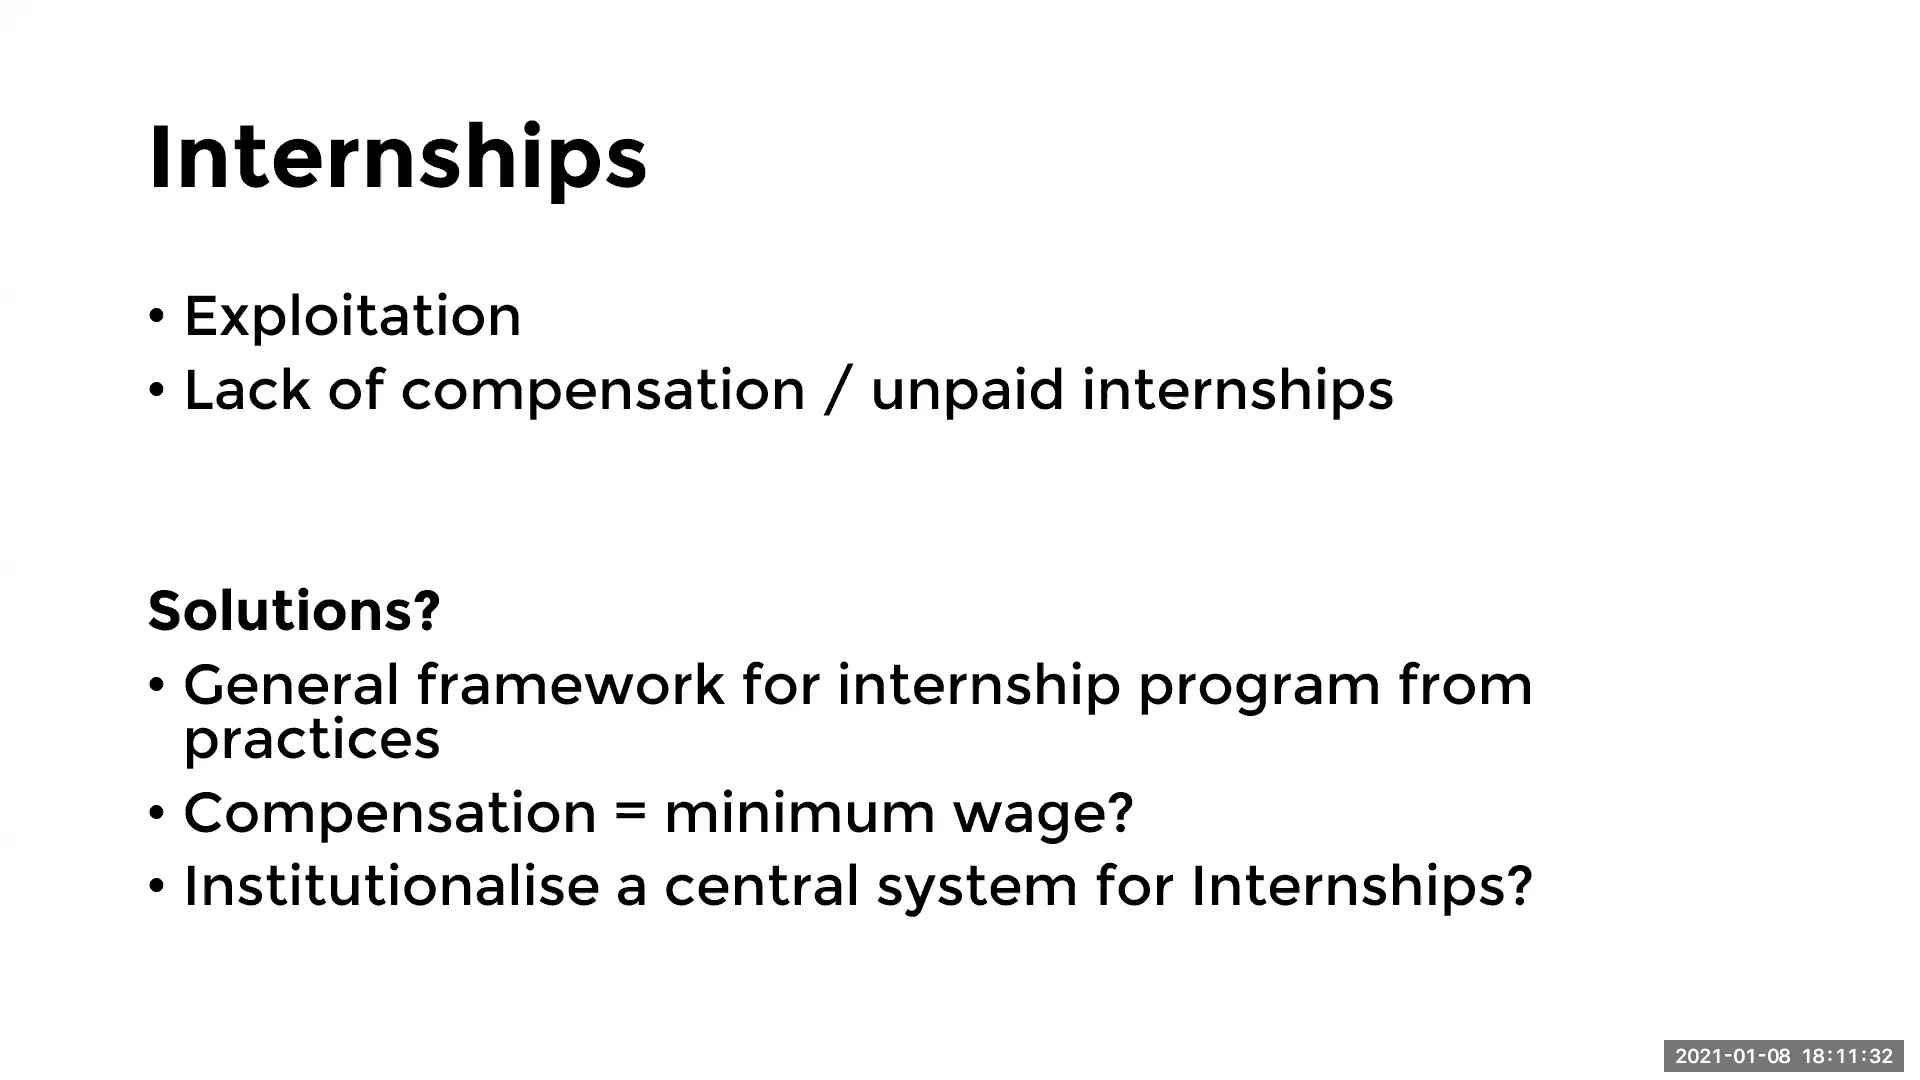 Internships
• Exploitation
• Lack of compensation / unpaid internships
Solutions?
• General framework for internship program from
practices
• Compensation = minimum wage?
• Institutionalise a central system for Internships?
2021-01-08 18:11:32